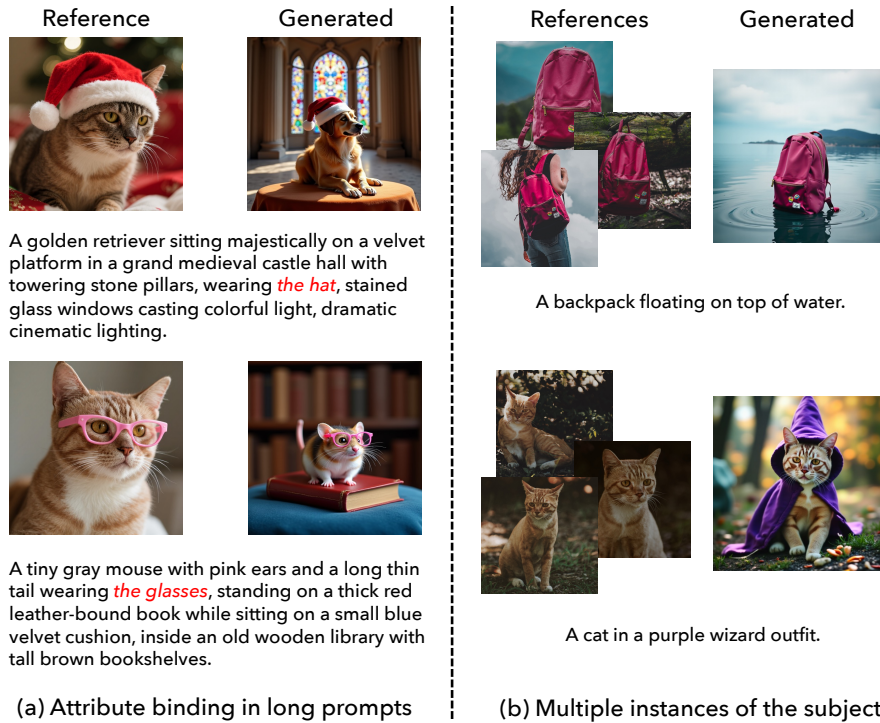 Reference
Generated
A golden retriever sitting majestically on a velvet
platform in a grand medieval castle hall with
towering stone pillars, wearing the hat, stained
glass windows casting colorful light, dramatic
cinematic lighting.
A tiny gray mouse with pink ears and a long thin
tail wearing the glasses, standing on a thick red
leather-bound book while sitting on a small blue
velvet cushion, inside an old wooden library with
tall brown bookshelves.
(a) Attribute binding in long prompts
References
Generated
A backpack floating on top of water.
A cat in a purple wizard outfit.
(b) Multiple instances of the subject